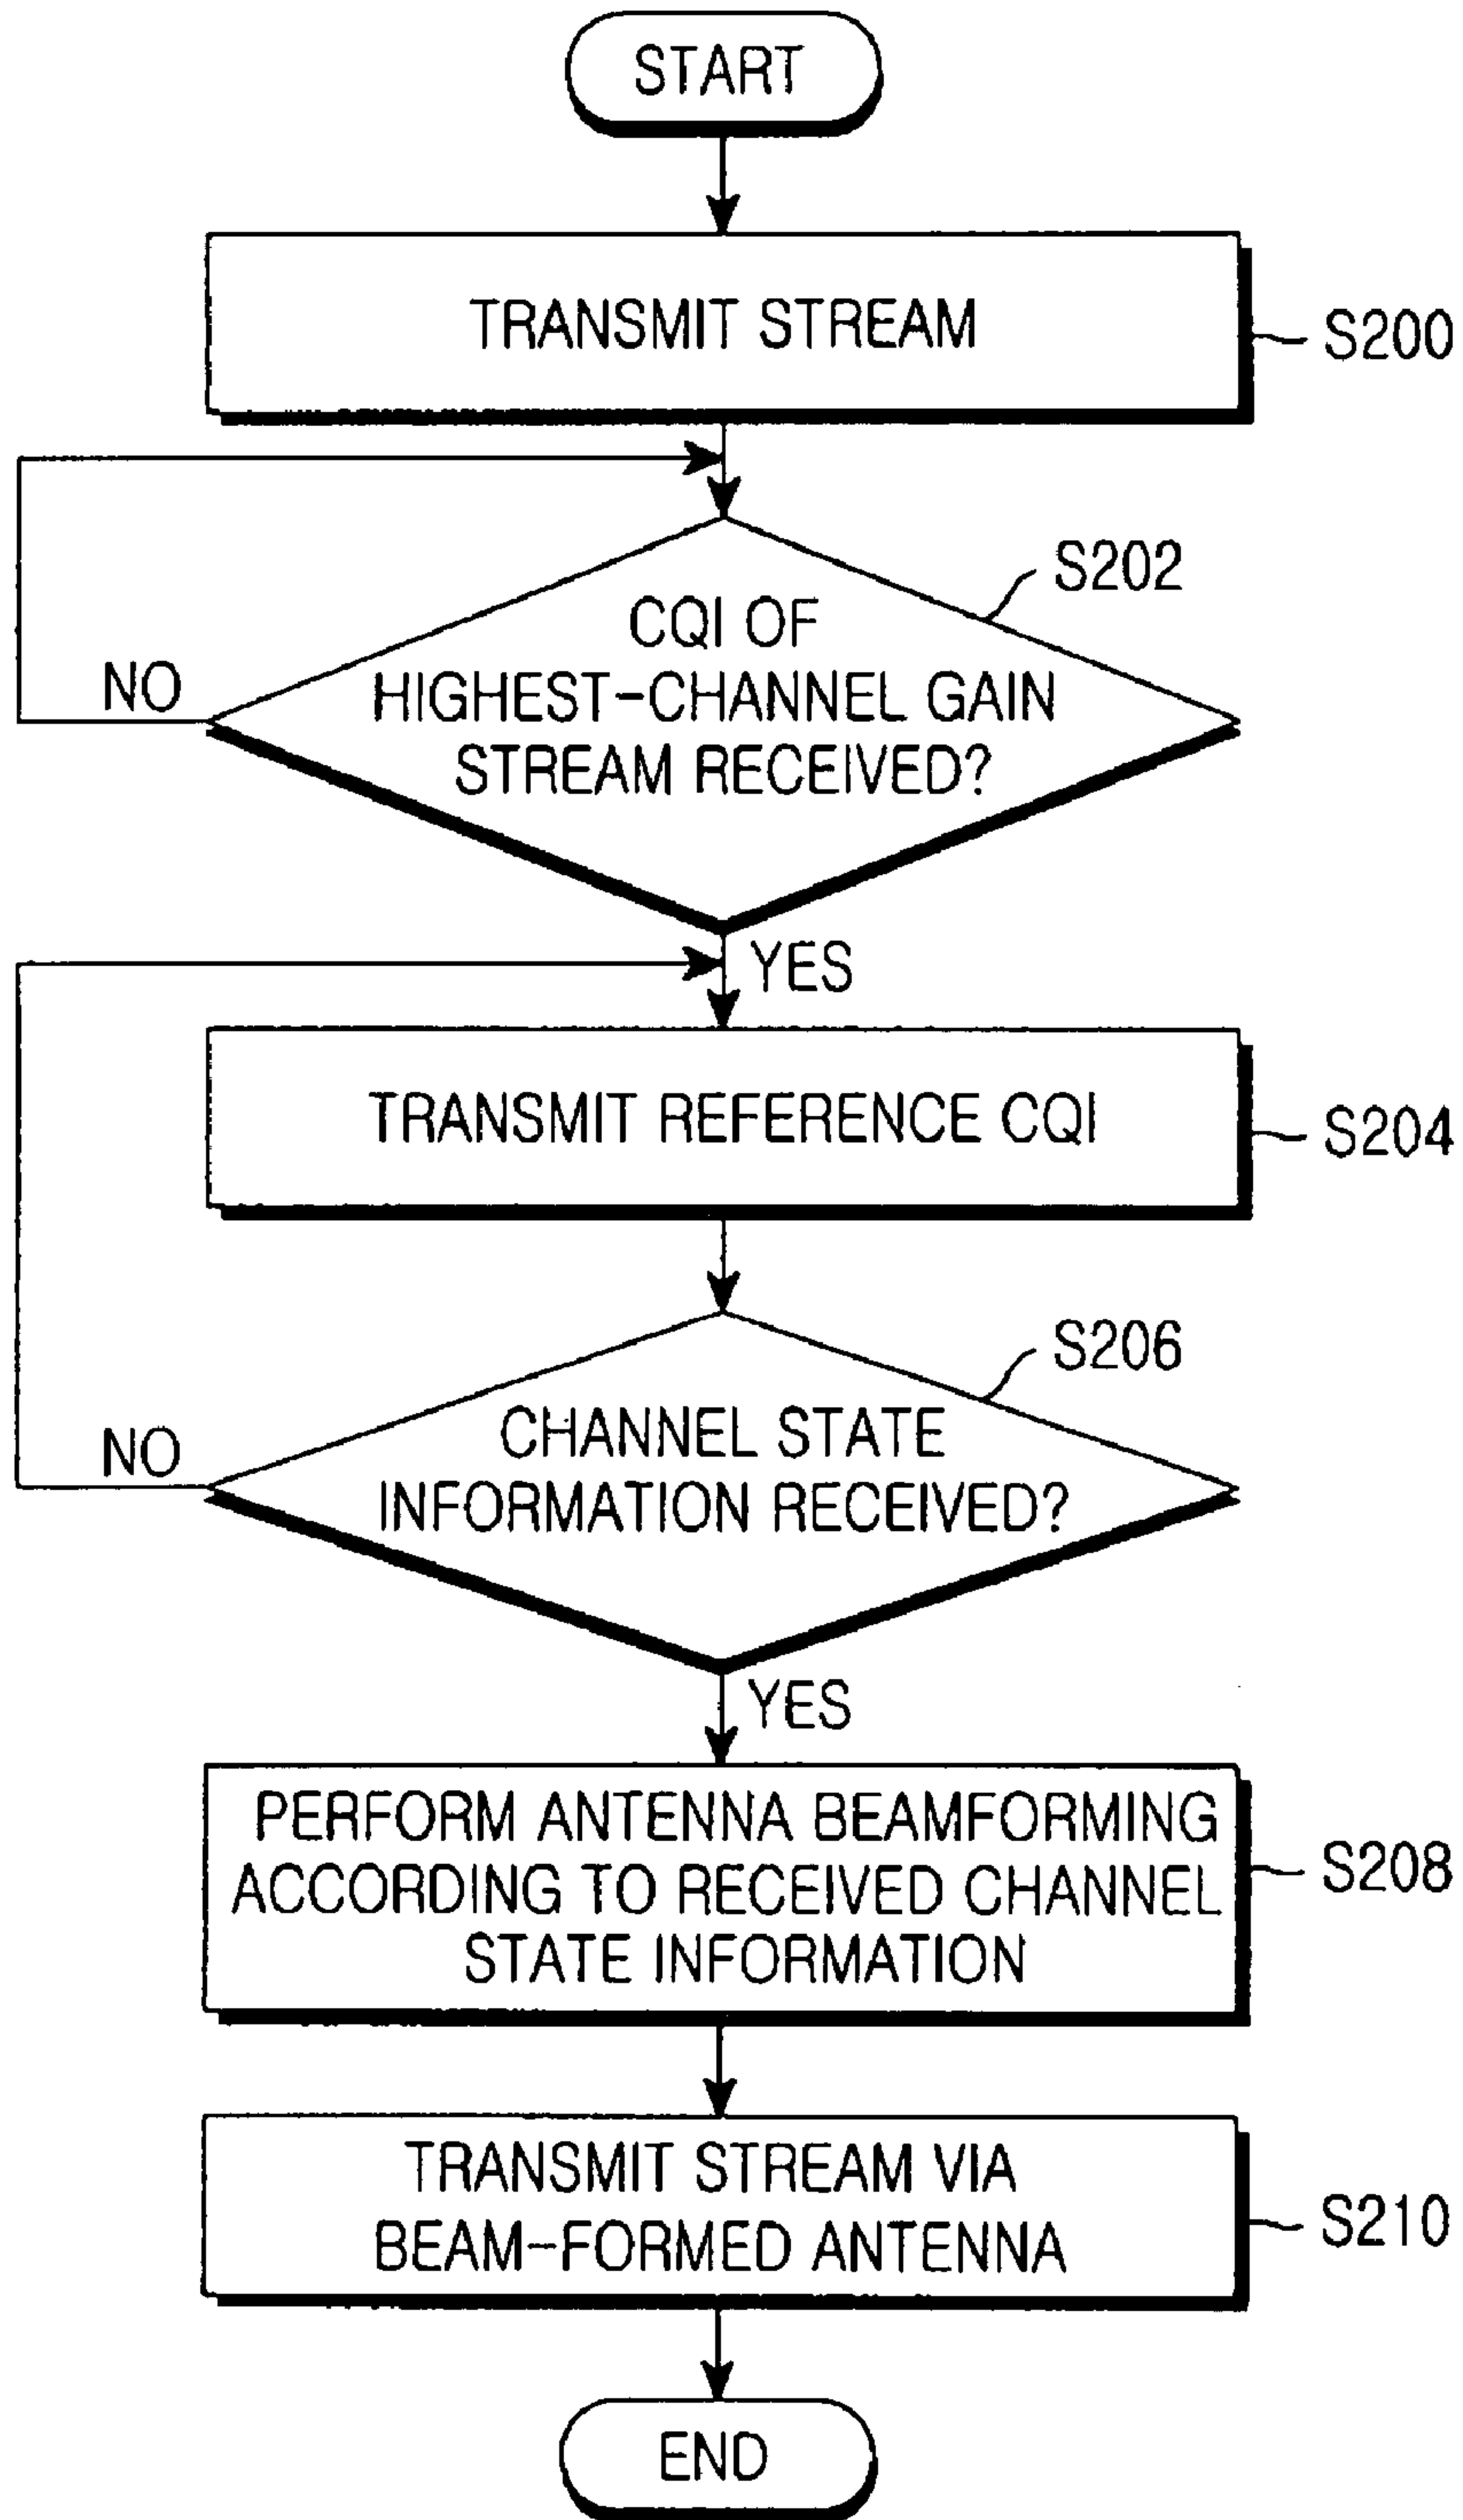 START
TRANSMIT STREAM
S200
S202
CQI OF
HIGHEST-CHANNEL GAIN
STREAM RECEIVED?
NO
YES
TRANSMIT REFERENCE CQI
S204
S206
CHANNEL STATE
INFORMATION RECEIVED?
NO
YES
PERFORM ANTENNA BEAMFORMING
ACCORDING TO RECEIVED CHANNEL
STATE INFORMATION
S208
TRANSMIT STREAM VIA
BEAM-FORMED ANTENNA
S210
END